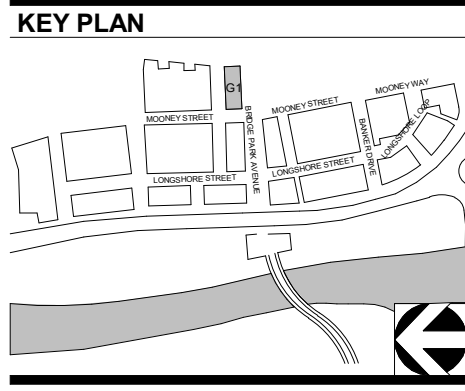 KEY PLAN
G1
MOONEY WAY
MOONEY STREET
MOONEY STREET
BRIDGE PARK AVENUE
BANKER DRIVE
LONGSHORE LOOP
LONGSHORE STREET
LONGSHORE STREET